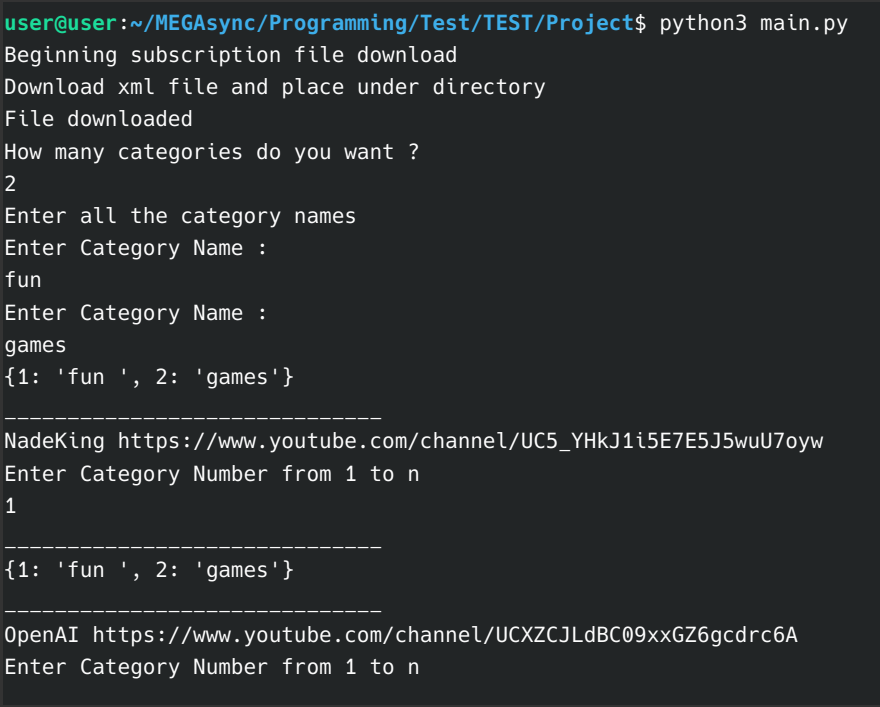 user@user:~/MEGAsync/Programming/Test/TEST/Project$ python3 main.py
Beginning subscription file download
Download xml file and place under directory
File downloaded
How many categories do you want ?
2
Enter all the category names
Enter Category Name :
fun
Enter Category Name :
games
{1: 'fun ', 2: 'games'}
______________________________
NadeKing https://www.youtube.com/channel/UC5_YHkJ1i5E7E5J5wuU7oyw
Enter Category Number from 1 to n
1
______________________________
{1: 'fun ', 2: 'games'}
______________________________
OpenAI https://www.youtube.com/channel/UCXZCJLdBC09xxGZ6gcdrc6A
Enter Category Number from 1 to n